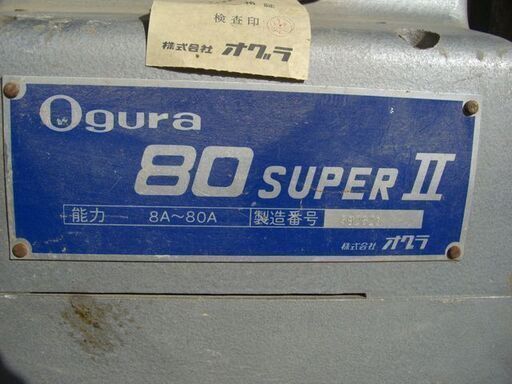 検査印
株式会社 オグラ
Ogura
80 SUPER II
能力 8A〜80A 製造番号
株式会社 オグラ